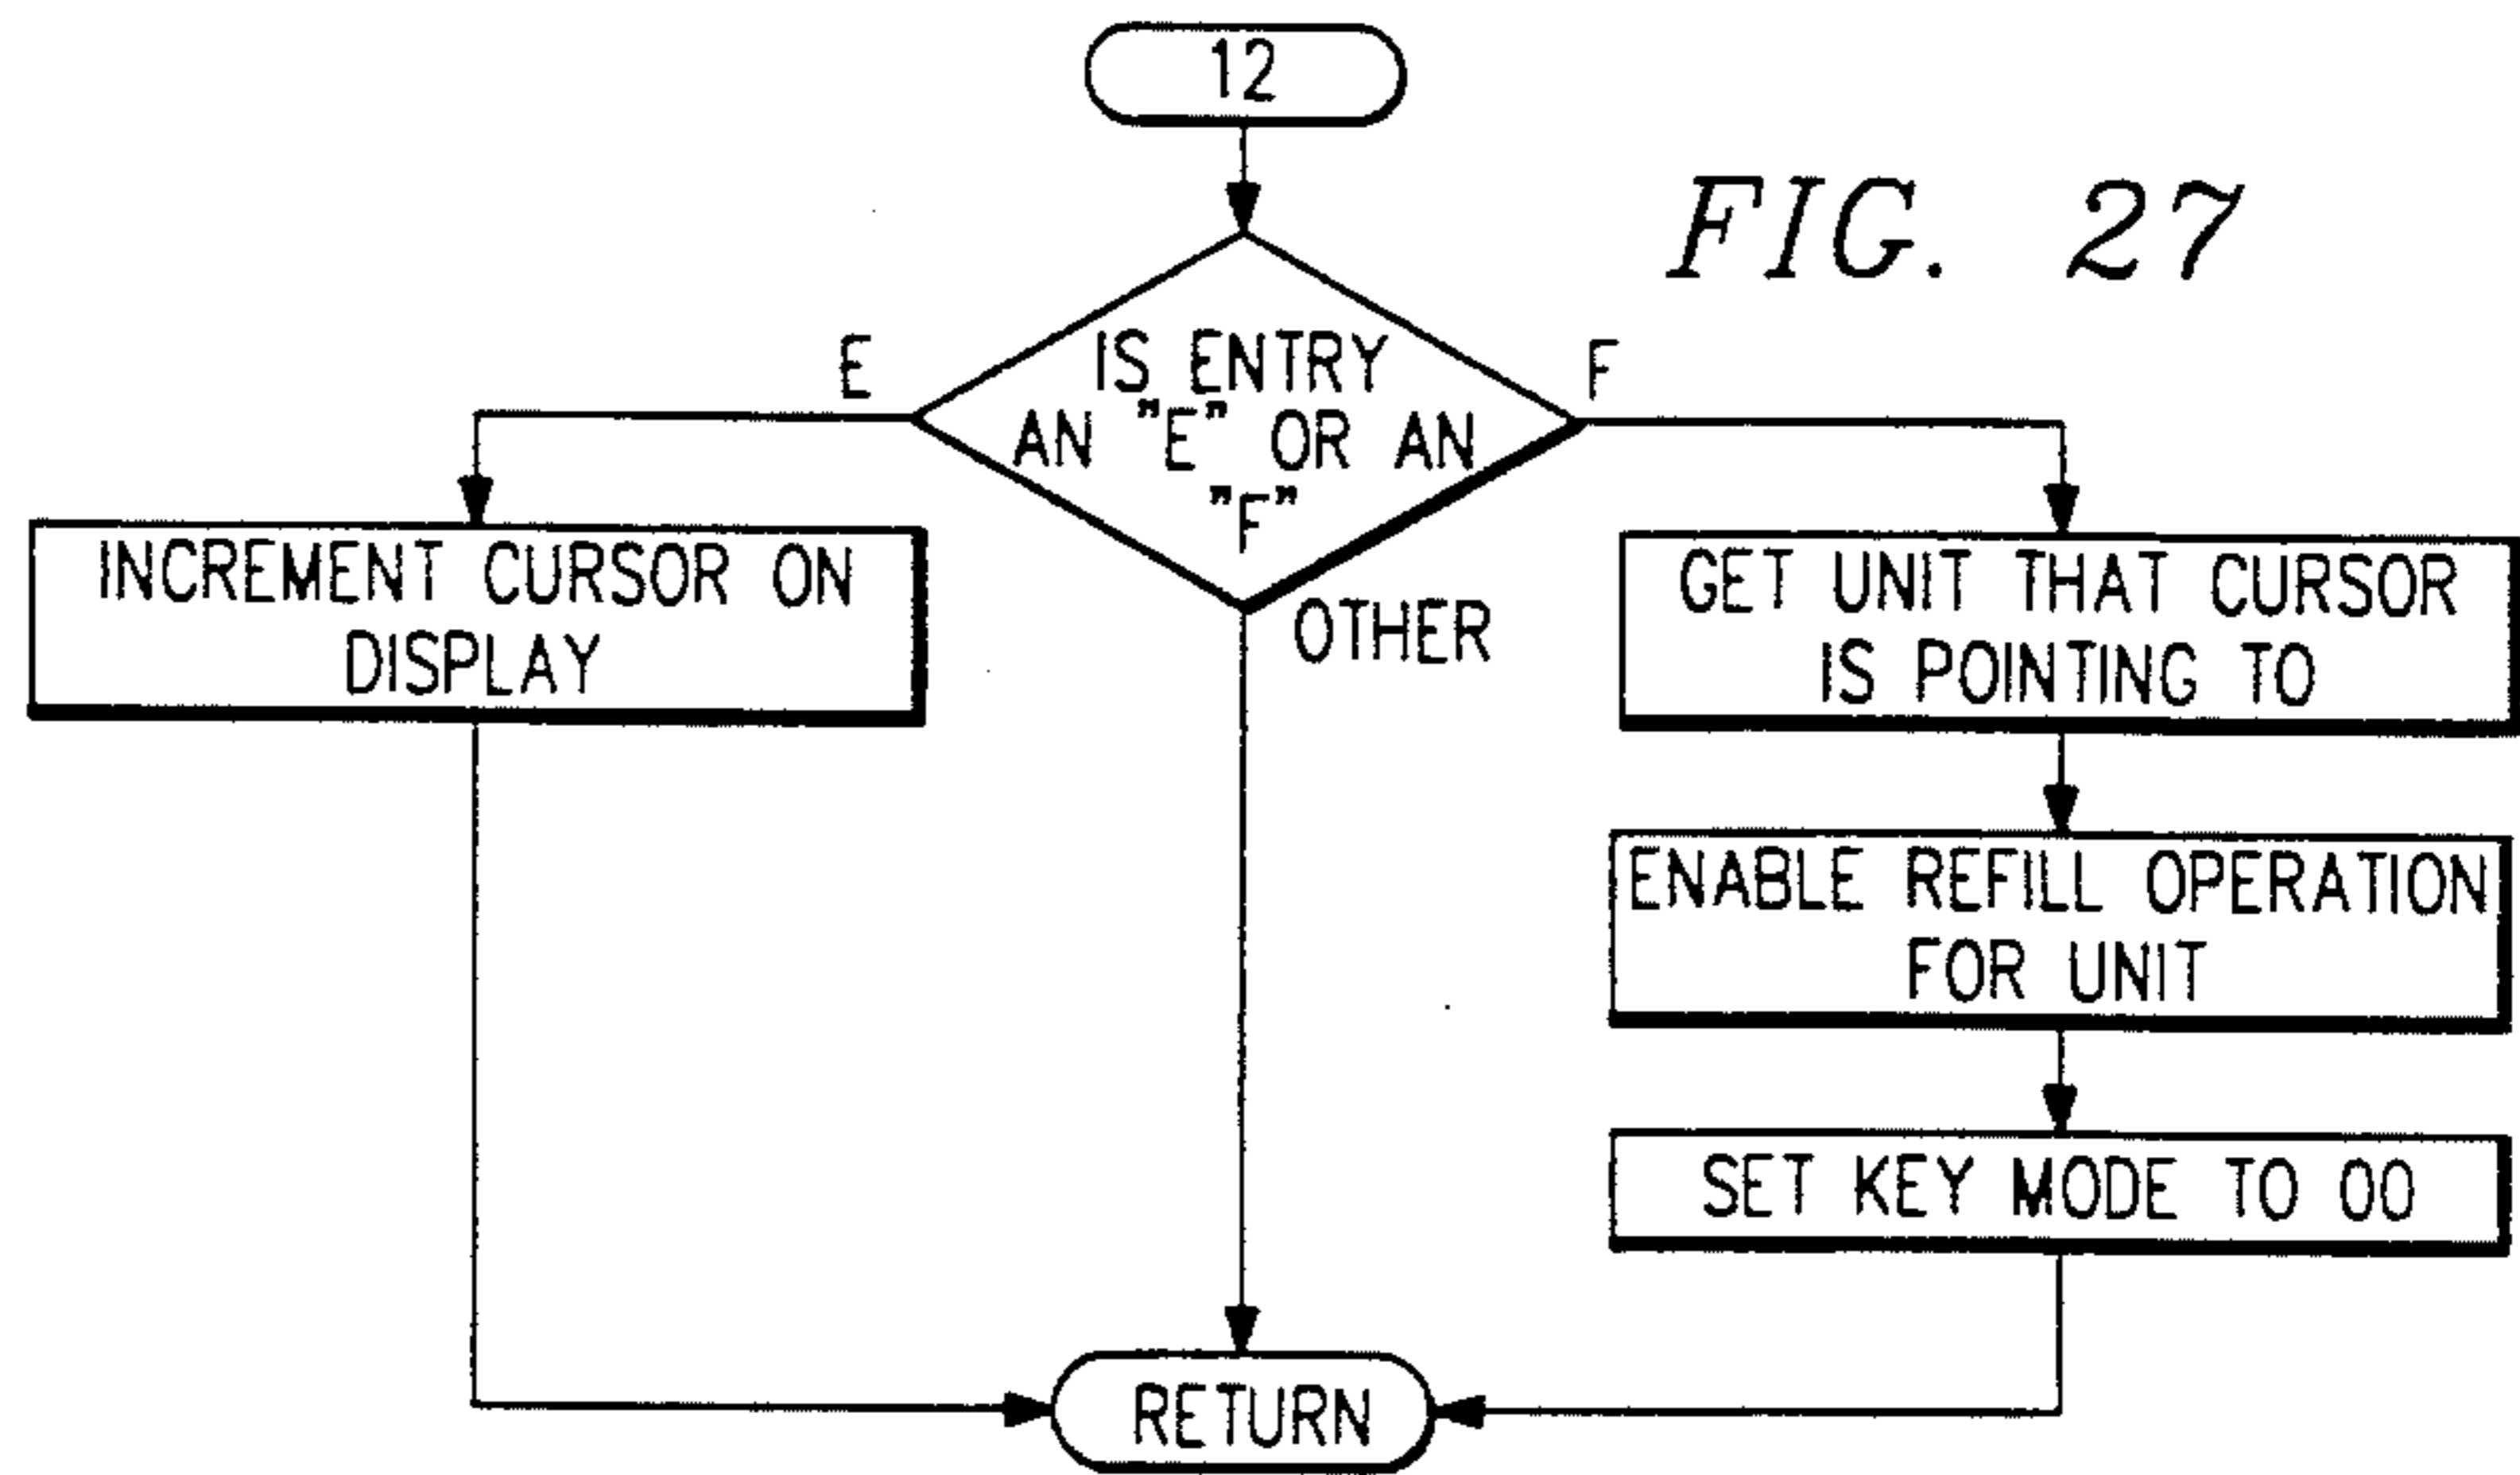 12
FIG. 27
IS ENTRY
AN "E" OR AN
"F"
E
F
OTHER
INCREMENT CURSOR ON
DISPLAY
GET UNIT THAT CURSOR
IS POINTING TO
ENABLE REFILL OPERATION
FOR UNIT
SET KEY MODE TO 00
RETURN